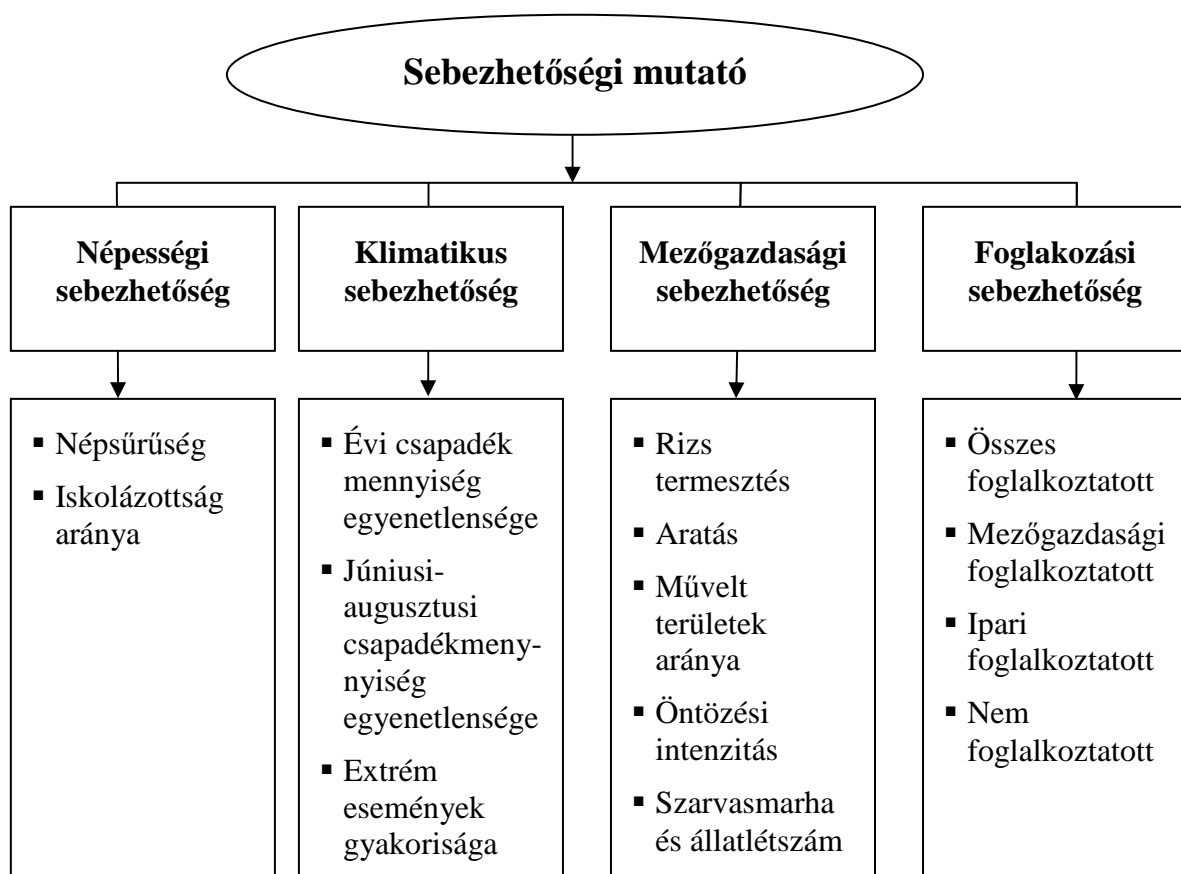 Sebezhetőségi mutató
Népességi
sebezhetőség
Klimatikus
sebezhetőség
Mezőgazdasági
sebezhetőség
Foglakozási
sebezhetőség
▪ Népsűrűség
▪ Iskolázottság
aránya
▪ Évi csapadék
mennyiség
egyenetlensége
▪ Júniusi-
augusztusi
csapadékmeny-
nyiség
egyenetlensége
▪ Extrém
események
gyakorisága
▪ Rizs
termesztés
▪ Aratás
▪ Művelt
területek
aránya
▪ Öntözési
intenzitás
▪ Szarvasmarha
és állatlétszám
▪ Összes
foglalkoztatott
▪ Mezőgazdasági
foglalkoztatott
▪ Ipari
foglalkoztatott
▪ Nem
foglalkoztatott